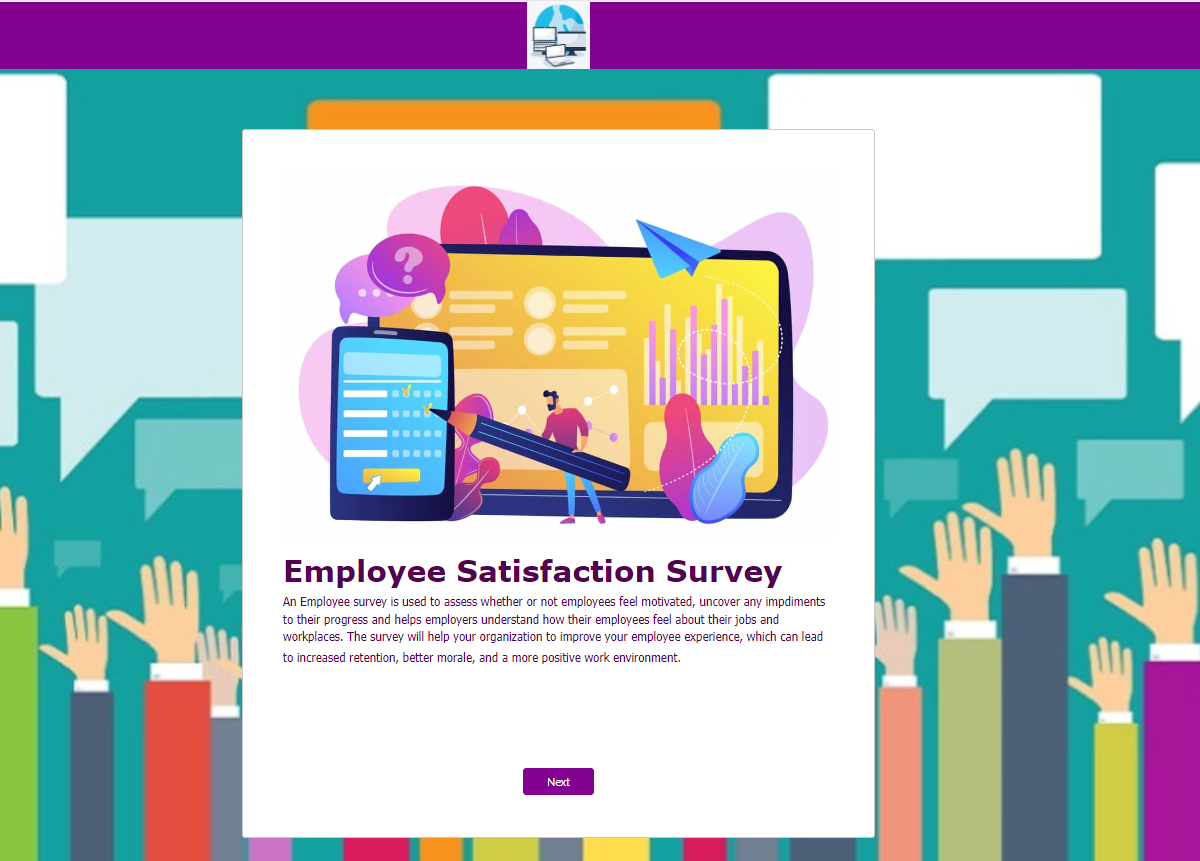 ?
Employee Satisfaction Survey
An Employee survey is used to assess whether or not employees feel motivated, uncover any impdiments
to their progress and helps employers understand how their employees feel about their jobs and
workplaces. The survey will help your organization to improve your employee experience, which can lead
to increased retention, better morale, and a more positive work environment.
Next